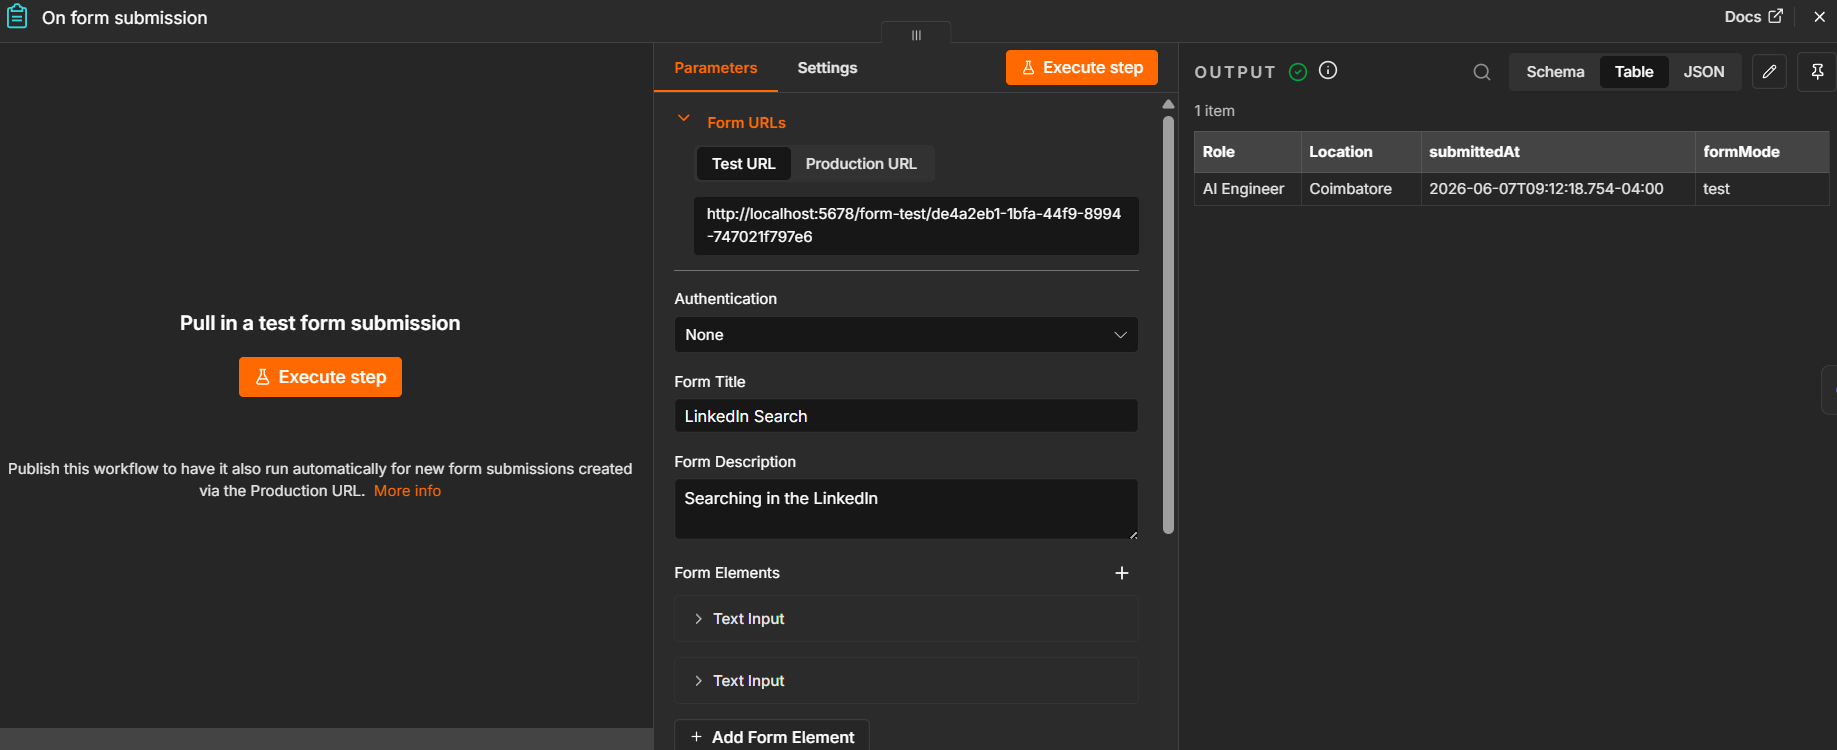 On form submission
Docs
Parameters
Settings
Execute step
OUTPUT
Schema
Table
JSON
Form URLs
1 item
Test URL
Production URL
Role
Location
submittedAt
formMode
AI Engineer
Coimbatore
2026-06-07T09:12:18.754-04:00
test
http://localhost:5678/form-test/de4a2eb1-1bfa-44f9-8994
-747021f797e6
Authentication
None
Pull in a test form submission
Execute step
Form Title
LinkedIn Search
Form Description
Publish this workflow to have it also run automatically for new form submissions created
via the Production URL. More info
Searching in the LinkedIn
Form Elements
Text Input
Text Input
Add Form Element